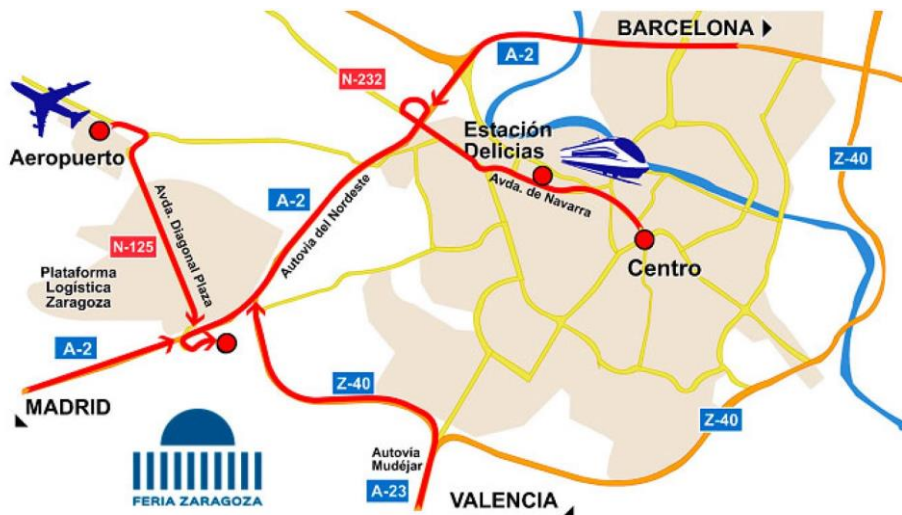 BARCELONA
A-2
N-232
Estación
Delicias
Z-40
Aeropuerto
A-2
Autovia del Nordeste
Avda. de Navarra
Avda. Diagonal Plaza
N-125
Centro
Plataforma
Logística
Zaragoza
A-2
MADRID
Z-40
Z-40
Autovía
Mudéjar
A-23
VALENCIA
FERIA ZARAGOZA